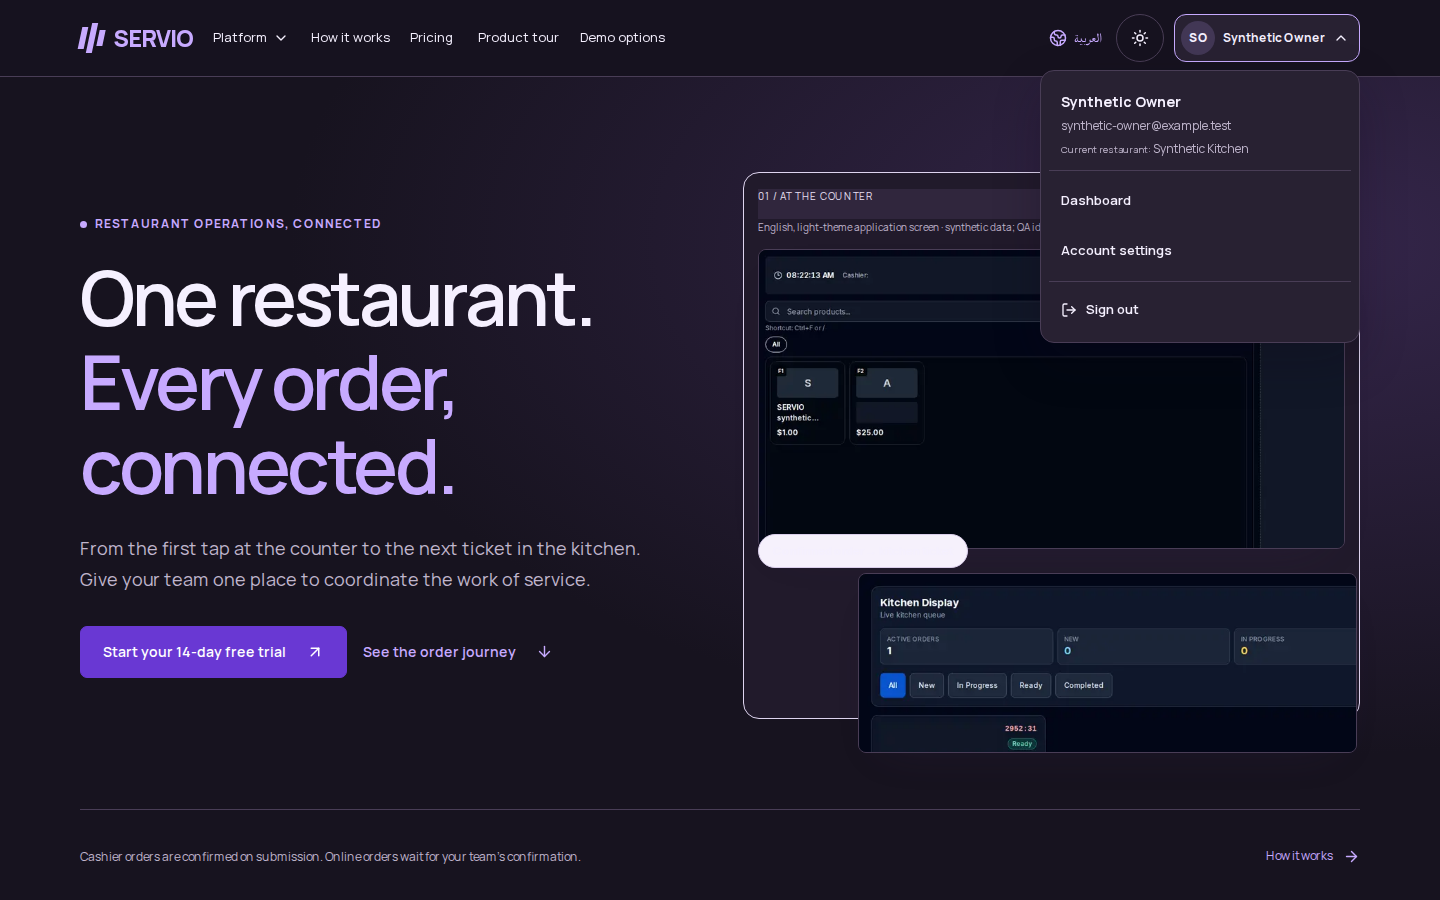 SERVIO
Platform
How it works
Pricing
Product tour
Demo options
العربية
SO
Synthetic Owner
Synthetic Owner
synthetic-owner@example.test
Current restaurant: Synthetic Kitchen
Dashboard
Account settings
Sign out
RESTAURANT OPERATIONS, CONNECTED
One restaurant.
Every order,
connected.
From the first tap at the counter to the next ticket in the kitchen.
Give your team one place to coordinate the work of service.
Start your 14-day free trial
See the order journey
01 / AT THE COUNTER
English, light-theme application screen · synthetic data; QA
08:22:13 AM
Cashier:
Search products...
Shortcut: Ctrl+F or /
All
F1
S
SERVIO
synthetic...
$1.00
F2
A
$25.00
Kitchen Display
Live kitchen queue
ACTIVE ORDERS
1
NEW
0
IN PROGRESS
0
All
New
In Progress
Ready
Completed
2952:31
Ready
Cashier orders are confirmed on submission. Online orders wait for your team's confirmation.
How it works